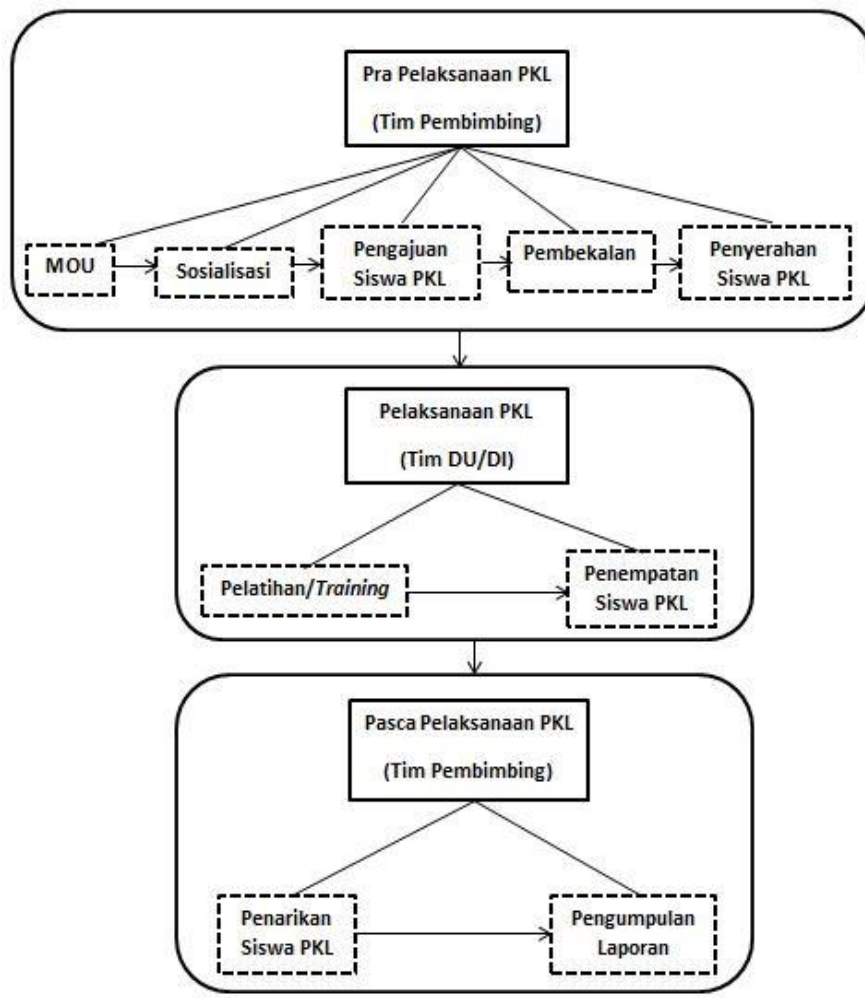 Pra Pelaksanaan PKL
(Tim Pembimbing)
MOU
Sosialisasi
Pengajuan
Siswa PKL
Pembekalan
Penyerahan
Siswa PKL
Pelaksanaan PKL
(Tim DU/DI)
Pelatihan/Training
Penempatan
Siswa PKL
Pasca Pelaksanaan PKL
(Tim Pembimbing)
Penarikan
Siswa PKL
Pengumpulan
Laporan